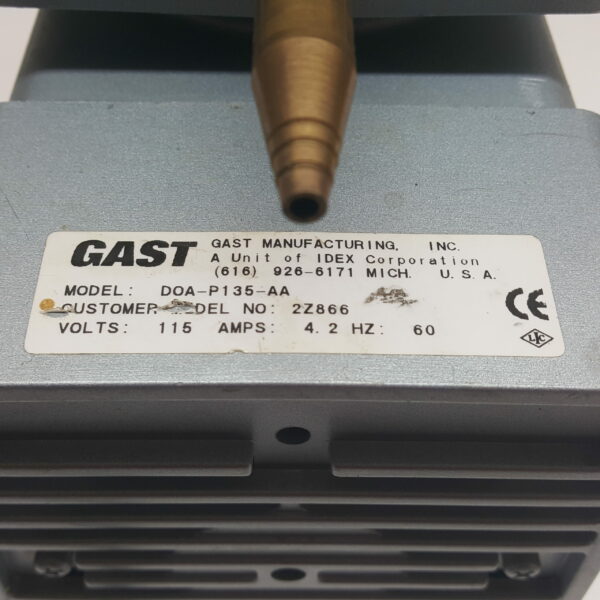 GAST
GAST MANUFACTURING, INC.
A Unit of IDEX Corporation
(616) 926-6171 MICH. U.S.A.
MODEL: DOA-P135-AA
CUSTOMER NO: 2Z866
VOLTS: 115 AMPS: 4.2 HZ: 60
CE